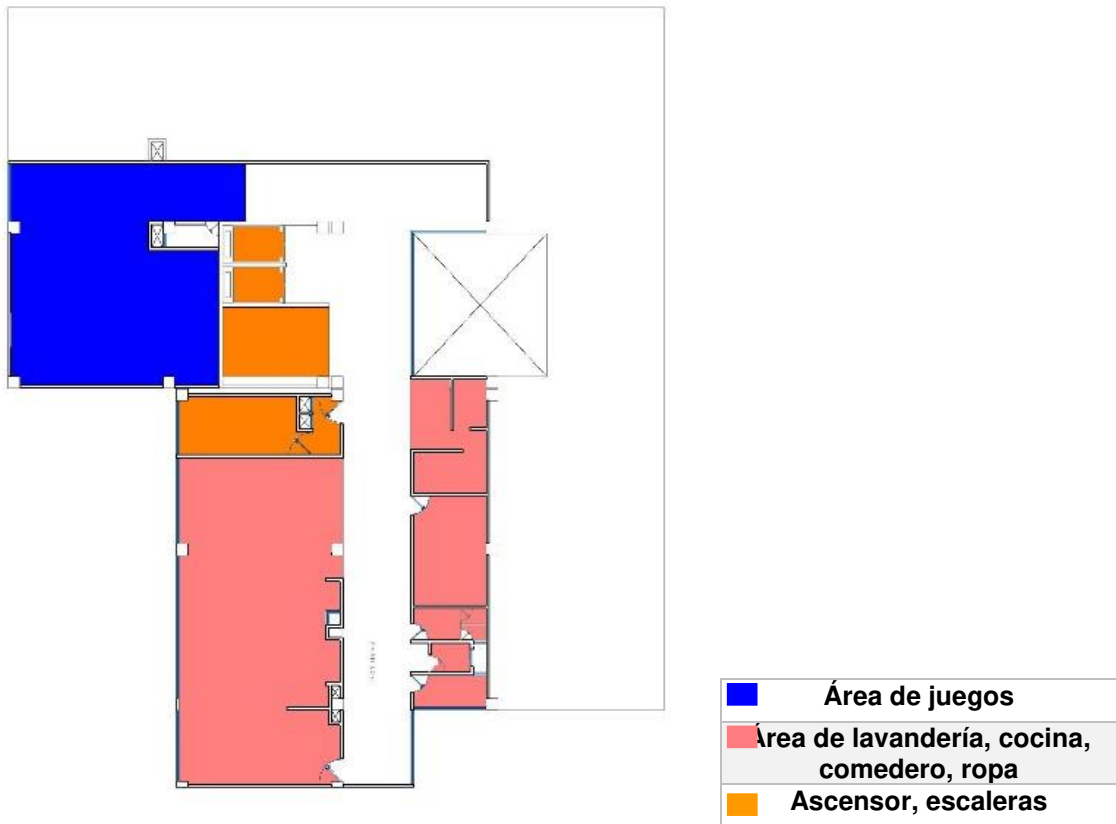 Área de juegos
Área de lavandería, cocina,
comedero, ropa
Ascensor, escaleras